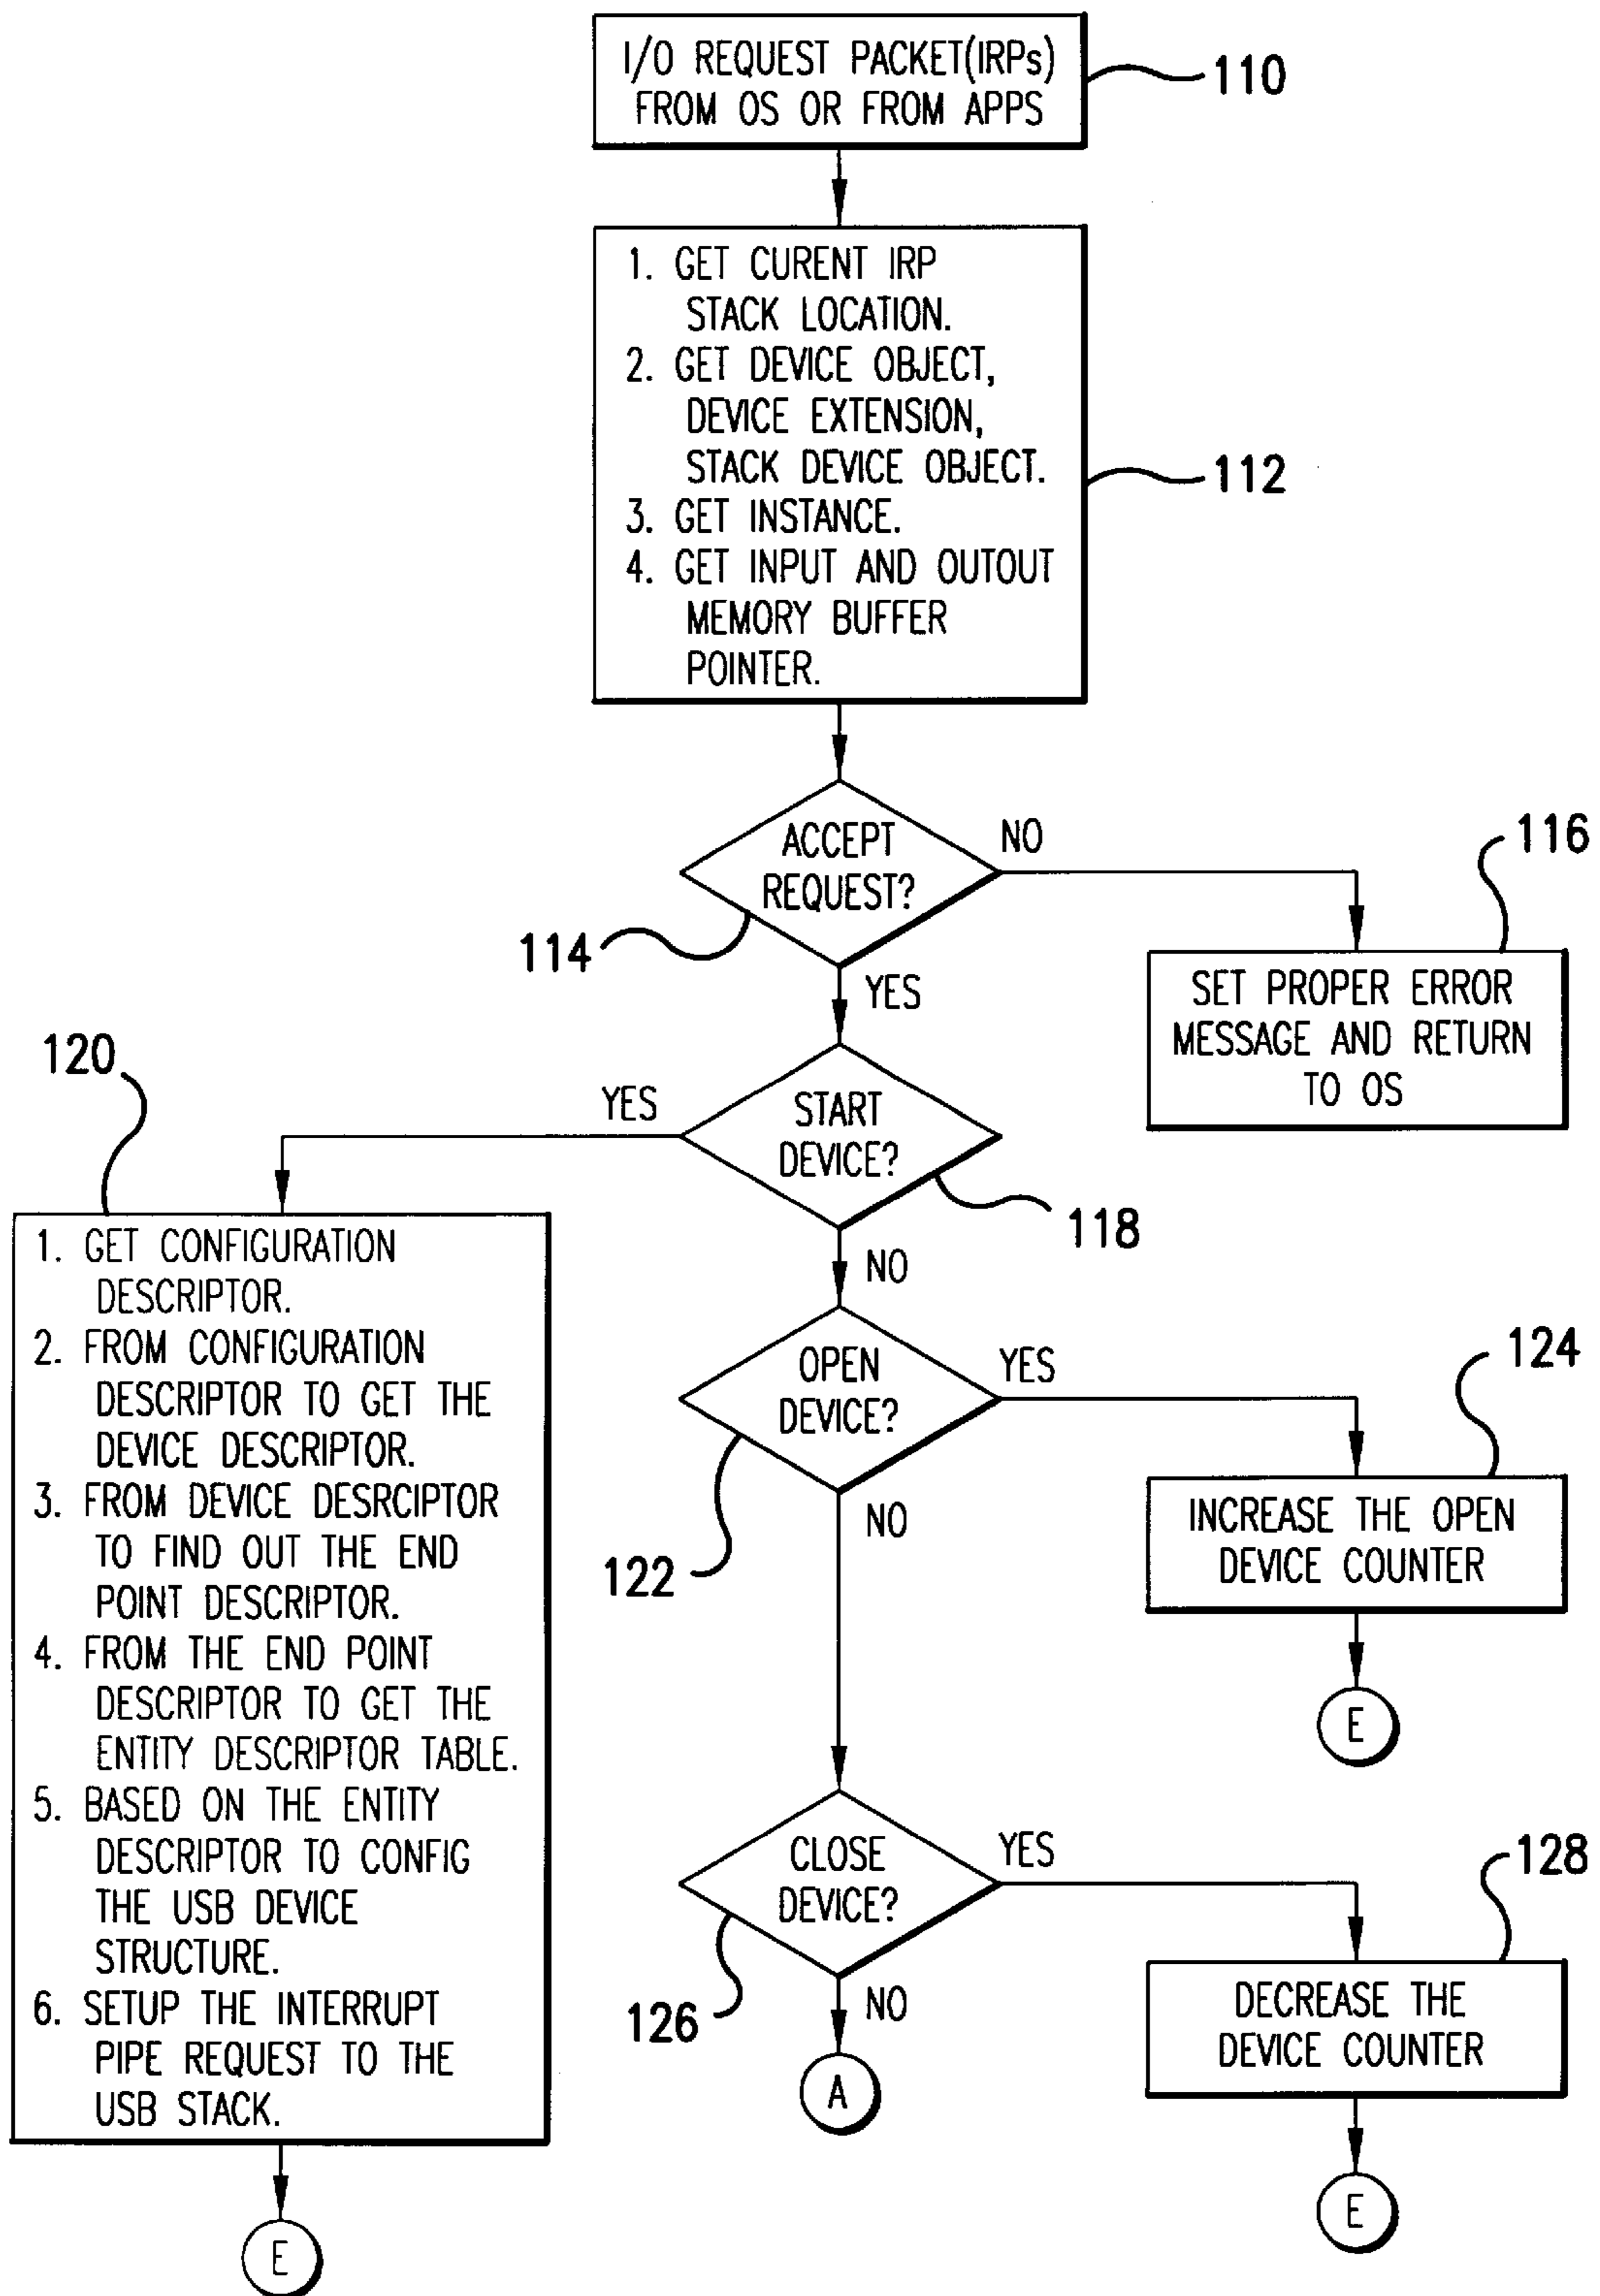 I/O REQUEST PACKET(IRPs)
FROM OS OR FROM APPS
110
1. GET CURENT IRP
STACK LOCATION.
2. GET DEVICE OBJECT,
DEVICE EXTENSION,
STACK DEVICE OBJECT.
3. GET INSTANCE.
4. GET INPUT AND OUTOUT
MEMORY BUFFER
POINTER.
112
ACCEPT
REQUEST?
NO
114
YES
116
SET PROPER ERROR
MESSAGE AND RETURN
TO OS
START
DEVICE?
YES
118
NO
120
1. GET CONFIGURATION
DESCRIPTOR.
2. FROM CONFIGURATION
DESCRIPTOR TO GET THE
DEVICE DESCRIPTOR.
3. FROM DEVICE DESRCIPTOR
TO FIND OUT THE END
POINT DESCRIPTOR.
4. FROM THE END POINT
DESCRIPTOR TO GET THE
ENTITY DESCRIPTOR TABLE.
5. BASED ON THE ENTITY
DESCRIPTOR TO CONFIG
THE USB DEVICE
STRUCTURE.
6. SETUP THE INTERRUPT
PIPE REQUEST TO THE
USB STACK.
E
OPEN
DEVICE?
YES
122
NO
124
INCREASE THE OPEN
DEVICE COUNTER
E
CLOSE
DEVICE?
YES
126
NO
A
128
DECREASE THE
DEVICE COUNTER
E